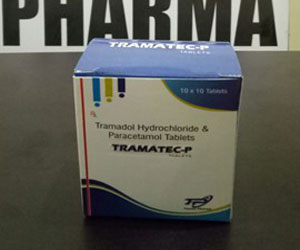 PHARMA
TRAMATEC-P
TABLETS
10 x 10 Tablets
Tramadol Hydrochloride &
Paracetamol Tablets
TRAMATEC-P
TABLETS